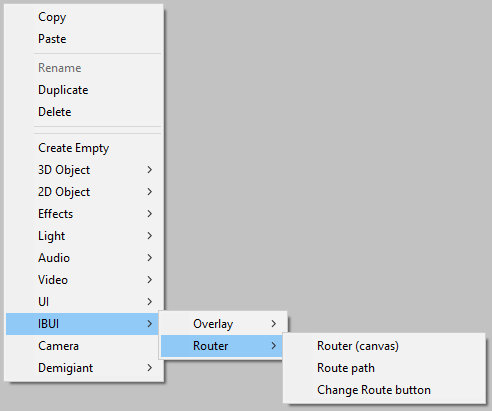 Copy
Paste
Rename
Duplicate
Delete
Create Empty
3D Object
2D Object
Effects
Light
Audio
Video
UI
IBUI
Camera
Demigiant
Overlay
Router
Router (canvas)
Route path
Change Route button